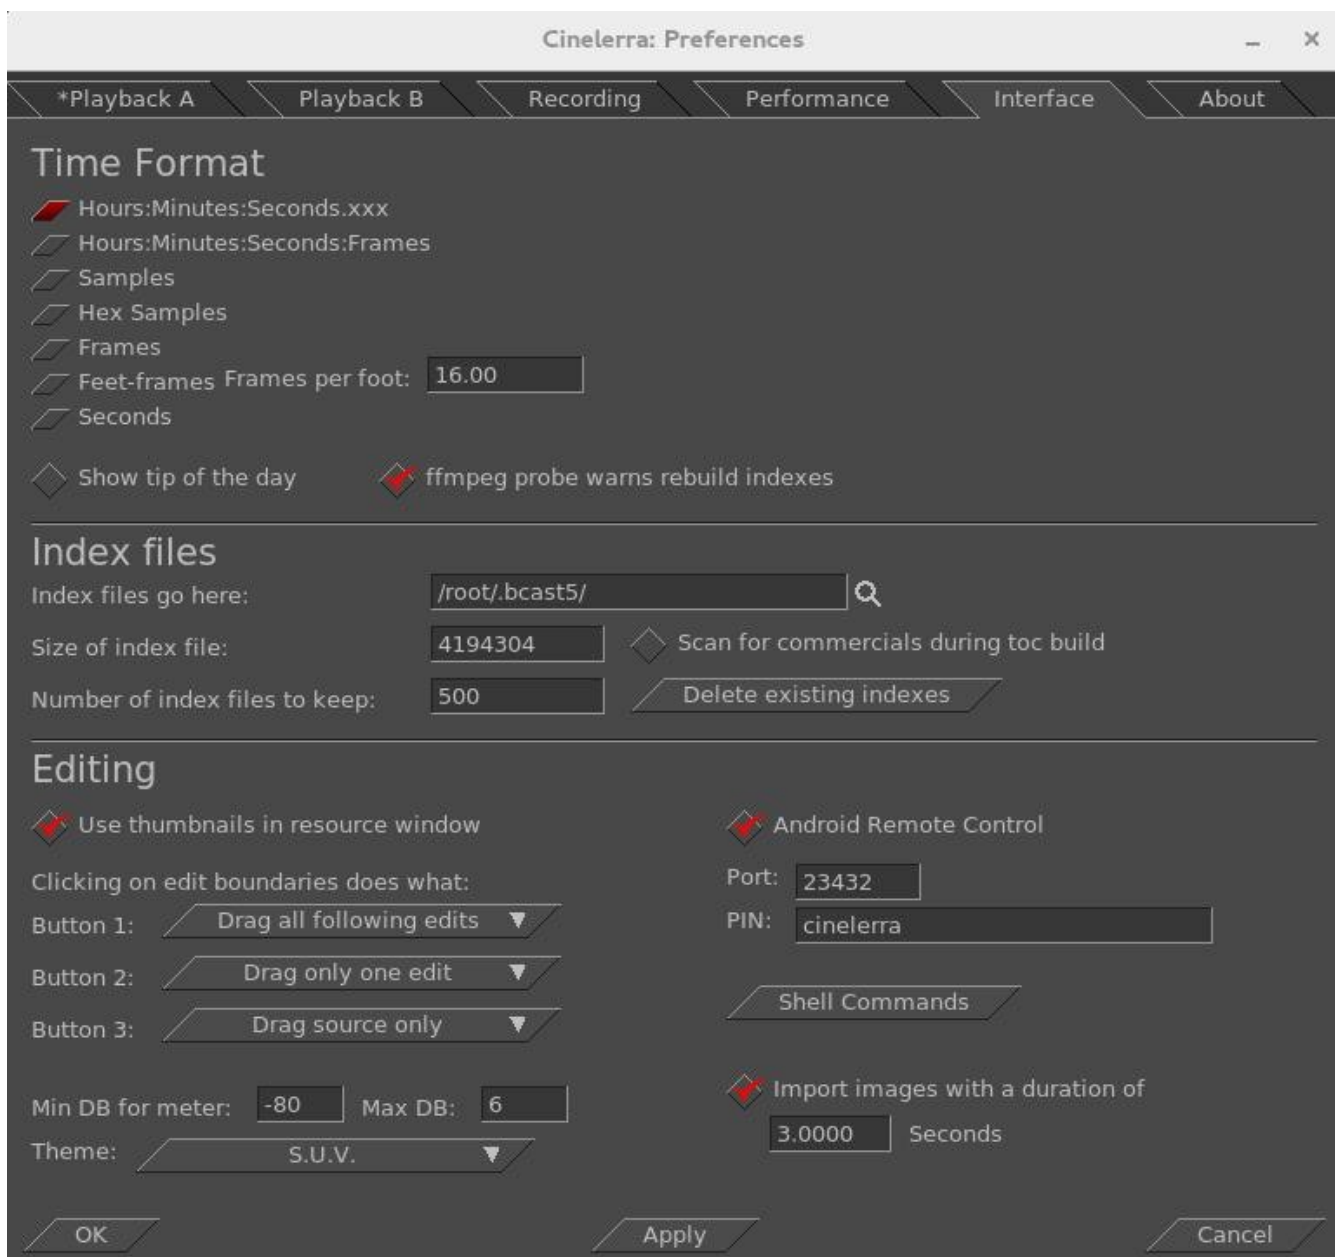 Cinelerra: Preferences
*Playback A Playback B Recording Performance Interface About
Time Format
Hours:Minutes:Seconds.xxx
Hours:Minutes:Seconds:Frames
Samples
Hex Samples
Frames
Feet-frames Frames per foot: 16.00
Seconds
Show tip of the day ffmpeg probe warns rebuild indexes
Index files
Index files go here: /root/.bcast5/
Size of index file: 4194304 Scan for commercials during toc build
Number of index files to keep: 500 Delete existing indexes
Editing
Use thumbnails in resource window Android Remote Control
Clicking on edit boundaries does what: Port: 23432
Button 1: Drag all following edits PIN: cinelerra
Button 2: Drag only one edit
Shell Commands
Button 3: Drag source only
Import images with a duration of
Min DB for meter: -80 Max DB: 6 3.0000 Seconds
Theme: S.U.V.
OK Apply Cancel